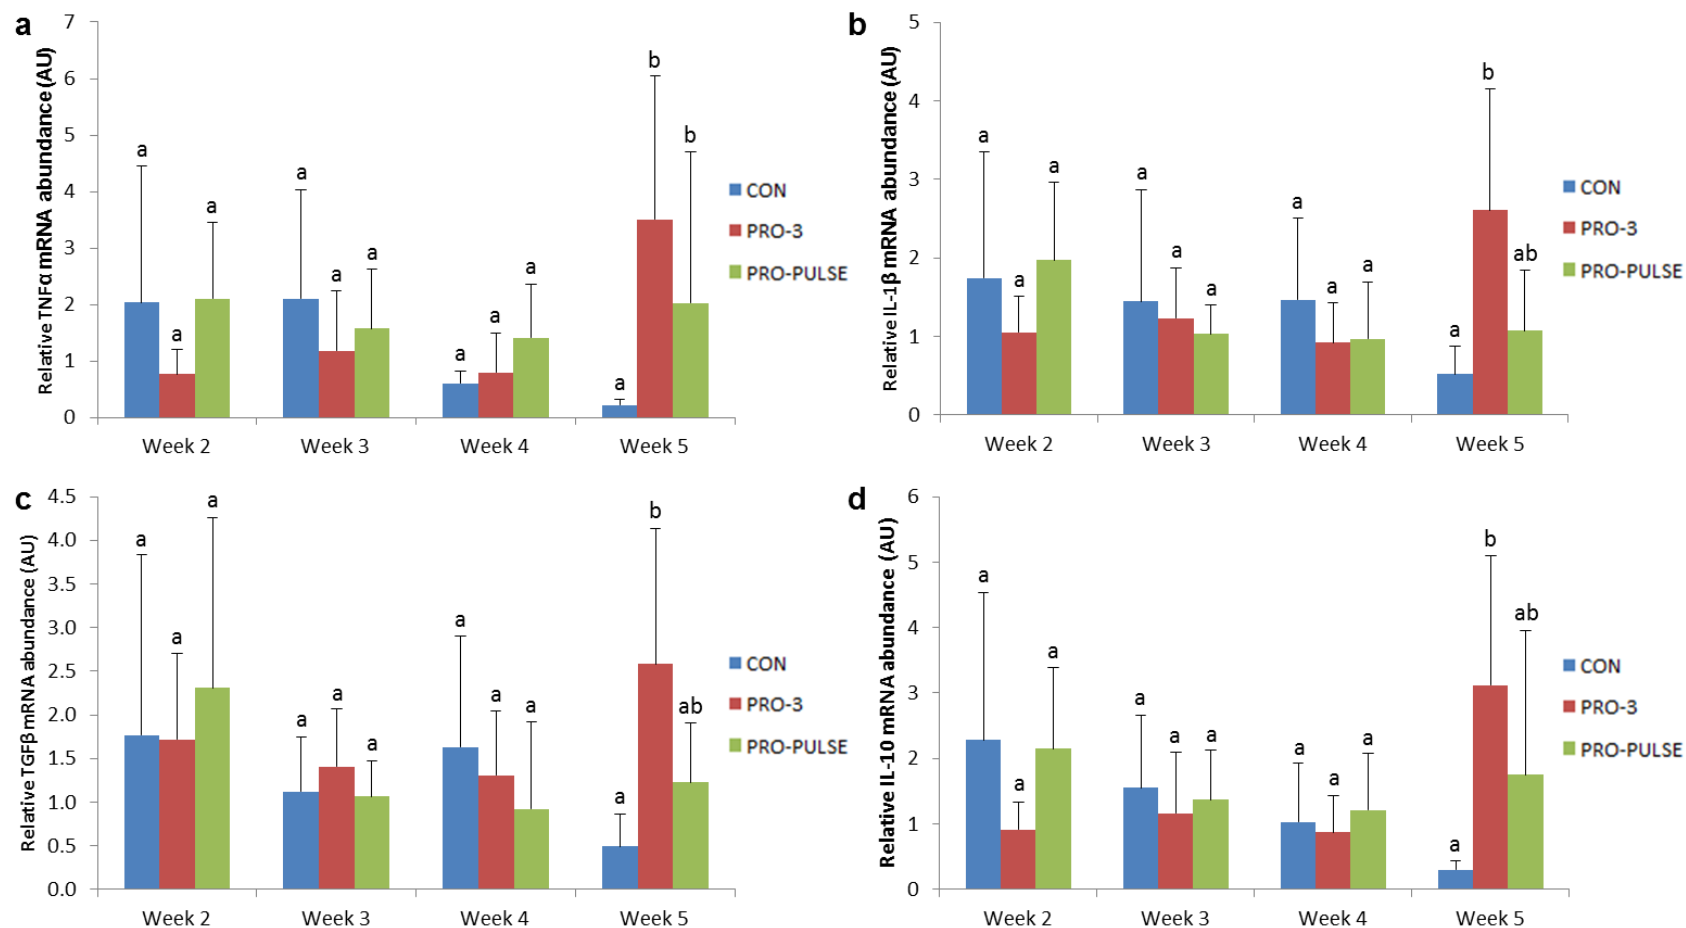 a
Relative TNFα mRNA abundance (AU)
7
6
5
4
3
2
1
0
a
a
a
a
a
a
a
a
a
a
b
b
Week 2 Week 3 Week 4 Week 5
CON
PRO-3
PRO-PULSE
b
Relative IL-1β mRNA abundance (AU)
5
4
3
2
1
0
a
a
a
a
a
a
a
a
a
a
b
ab
Week 2 Week 3 Week 4 Week 5
CON
PRO-3
PRO-PULSE
c
Relative TGFβ mRNA abundance (AU)
4.5
4.0
3.5
3.0
2.5
2.0
1.5
1.0
0.5
0.0
a
a
a
a
a
a
a
a
a
a
b
ab
Week 2 Week 3 Week 4 Week 5
CON
PRO-3
PRO-PULSE
d
Relative IL-10 mRNA abundance (AU)
6
5
4
3
2
1
0
a
a
a
a
a
a
a
a
a
a
b
ab
Week 2 Week 3 Week 4 Week 5
CON
PRO-3
PRO-PULSE